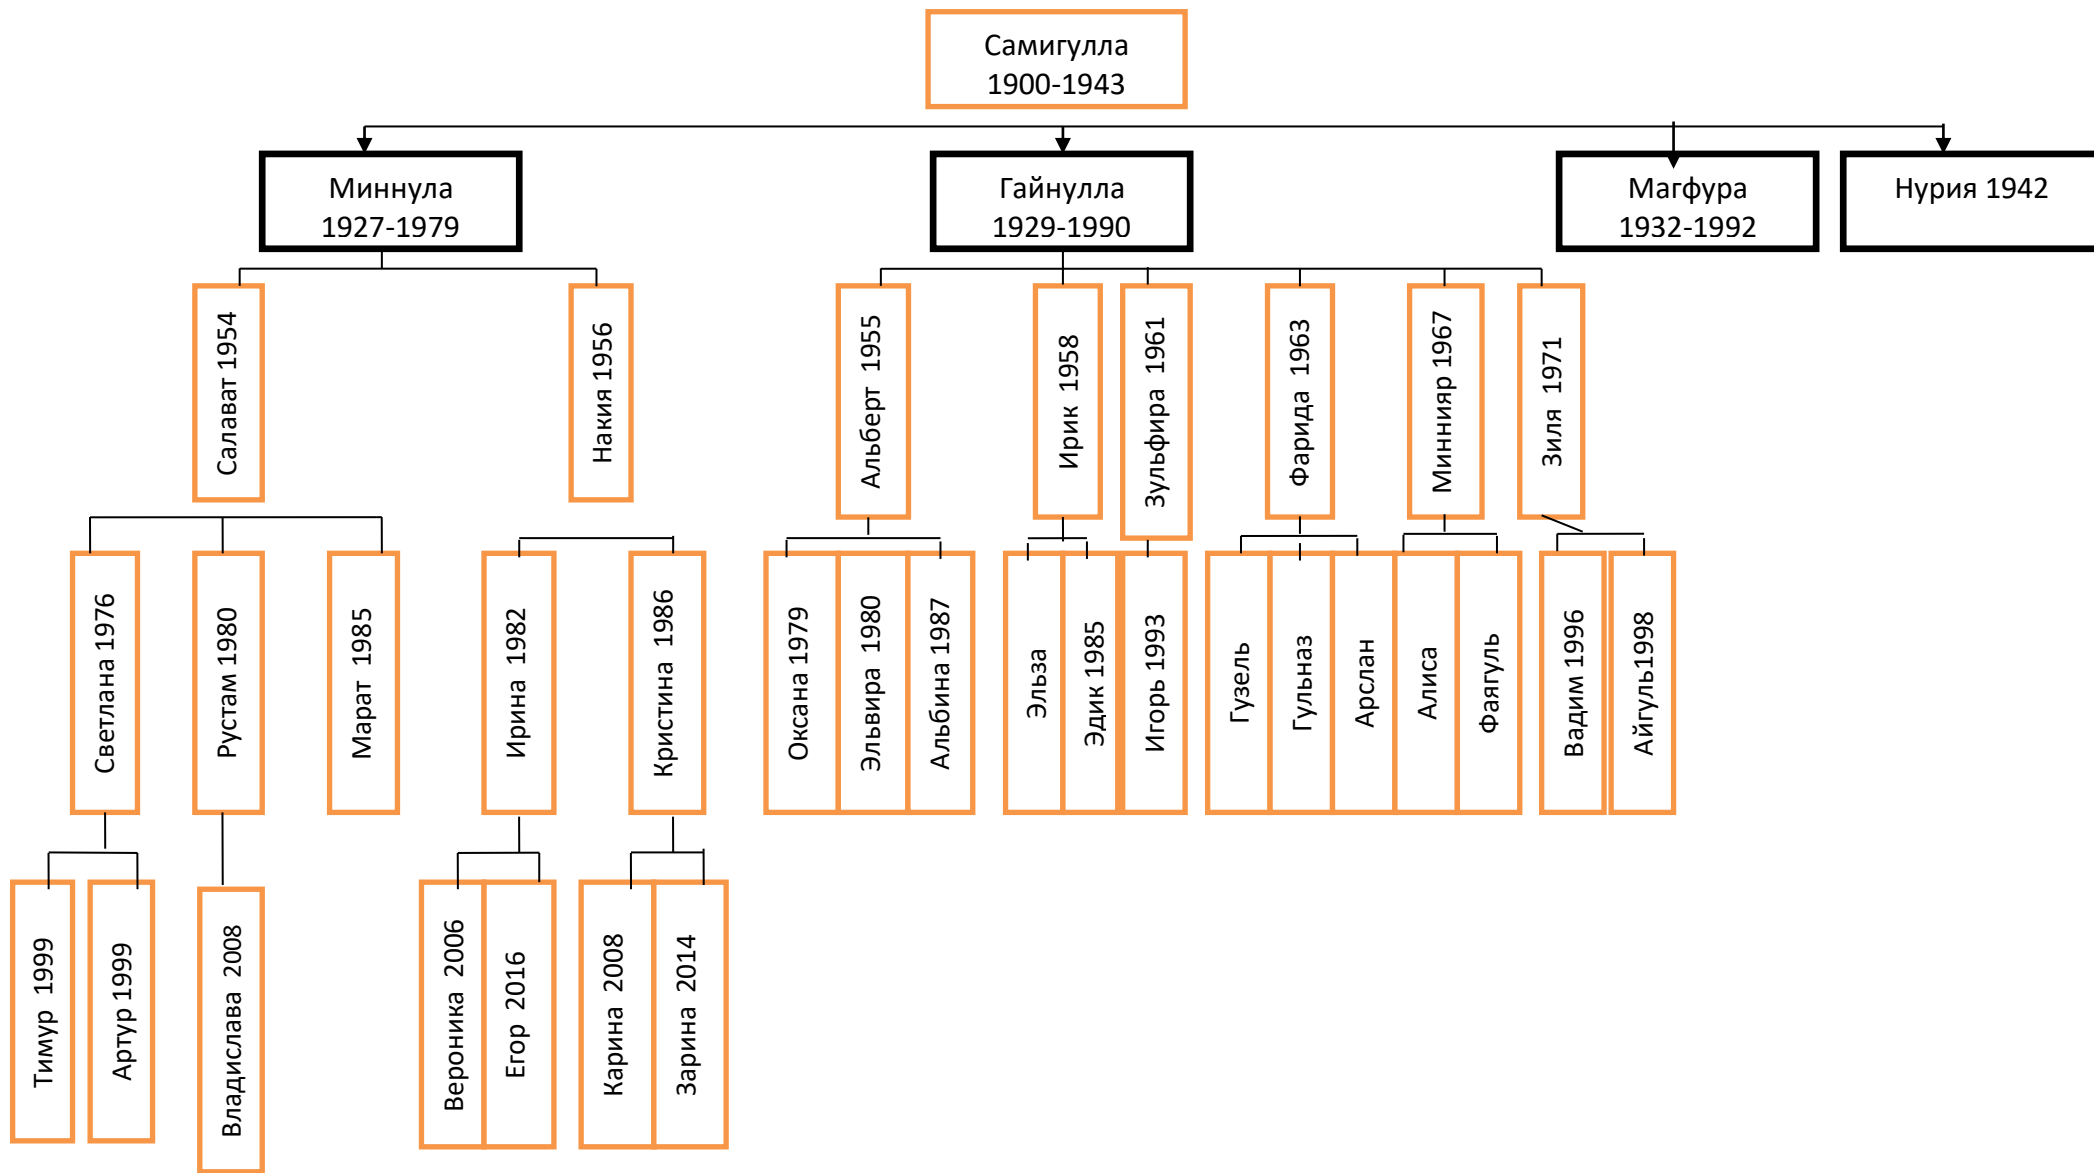 Самигулла
1900-1943
Миннула
1927-1979
Гайнулла
1929-1990
Магфура
1932-1992
Нурия 1942
Салават 1954
Накия 1956
Альберт  1955
Ирик  1958
Зульфира  1961
Фарида  1963
Миннияр 1967
Зиля  1971
Светлана 1976
Рустам 1980
Марат  1985
Ирина  1982
Кристина  1986
Оксана 1979
Эльвира  1980
Альбина 1987
Эльза
Эдик 1985
Игорь 1993
Гузель
Гульназ
Арслан
Алиса
Фаягуль
Вадим 1996
Айгуль1998
Тимур  1999
Артур 1999
Владислава  2008
Вероника  2006
Егор  2016
Карина  2008
Зарина  2014